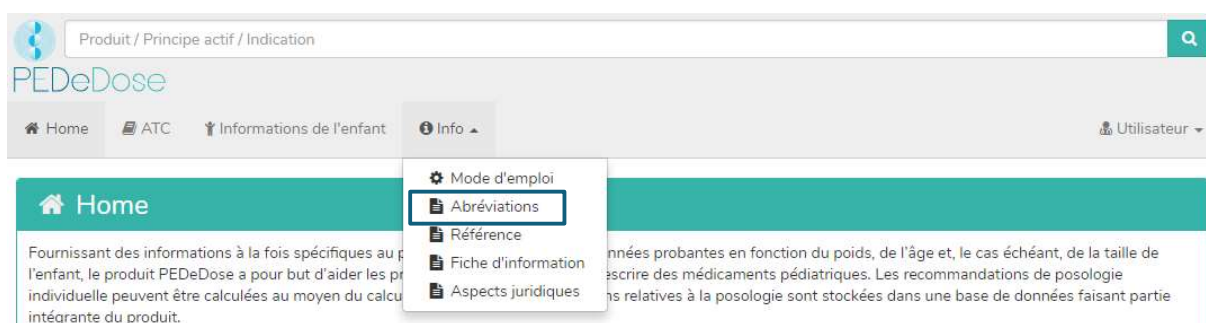 Produit / Principe actif / Indication
PEDeDose
Home ATC Informations de l'enfant Info Utilisateur
Mode d'emploi
Home Abréviations
Référence
Fournissant des informations à la fois spécifiques au nnées probantes en fonction du poids, de l'âge et, le cas échéant, de la taille de
Fiche d'information
l'enfant, le produit PEDeDose a pour but d'aider les escrire des médicaments pédiatriques. Les recommandations de posologie
Aspects juridiques
individuelle peuvent être calculées au moyen du calcu ns relatives à la posologie sont stockées dans une base de données faisant partie
intégrante du produit.